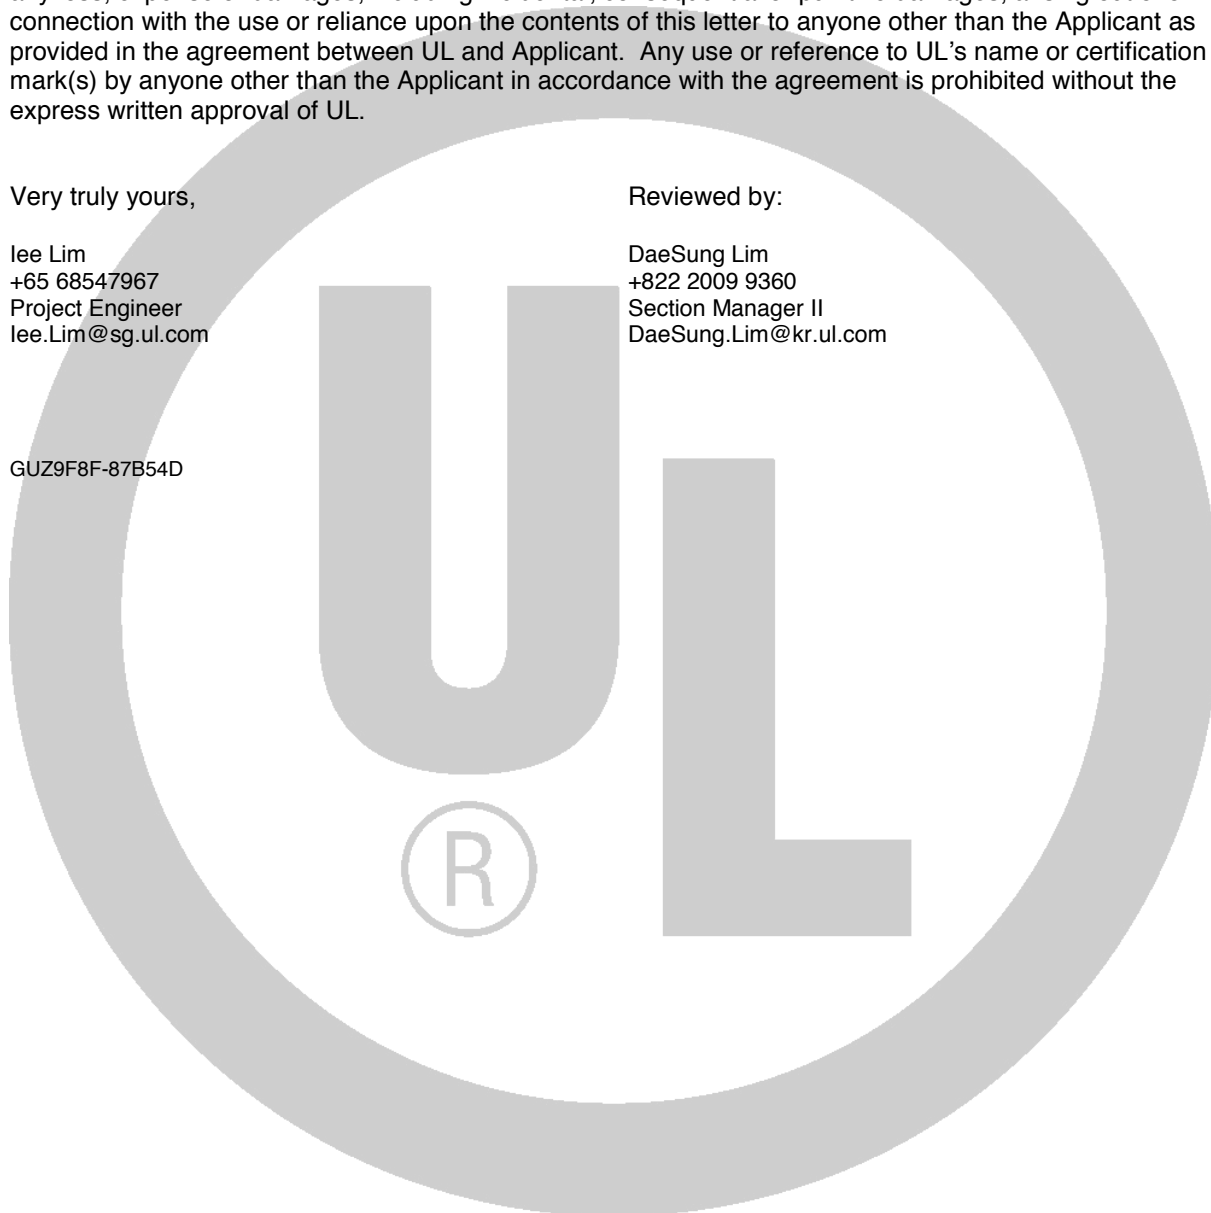 connection with the use or reliance upon the contents of this letter to anyone other than the Applicant as
provided in the agreement between UL and Applicant.  Any use or reference to UL's name or certification
mark(s) by anyone other than the Applicant in accordance with the agreement is prohibited without the
express written approval of UL.
Very truly yours,
Reviewed by:
Iee Lim
DaeSung Lim
+65 68547967
+822 2009 9360
Project Engineer
Section Manager II
Iee.Lim@sg.ul.com
DaeSung.Lim@kr.ul.com
GUZ9F8F-87B54D
UL
®